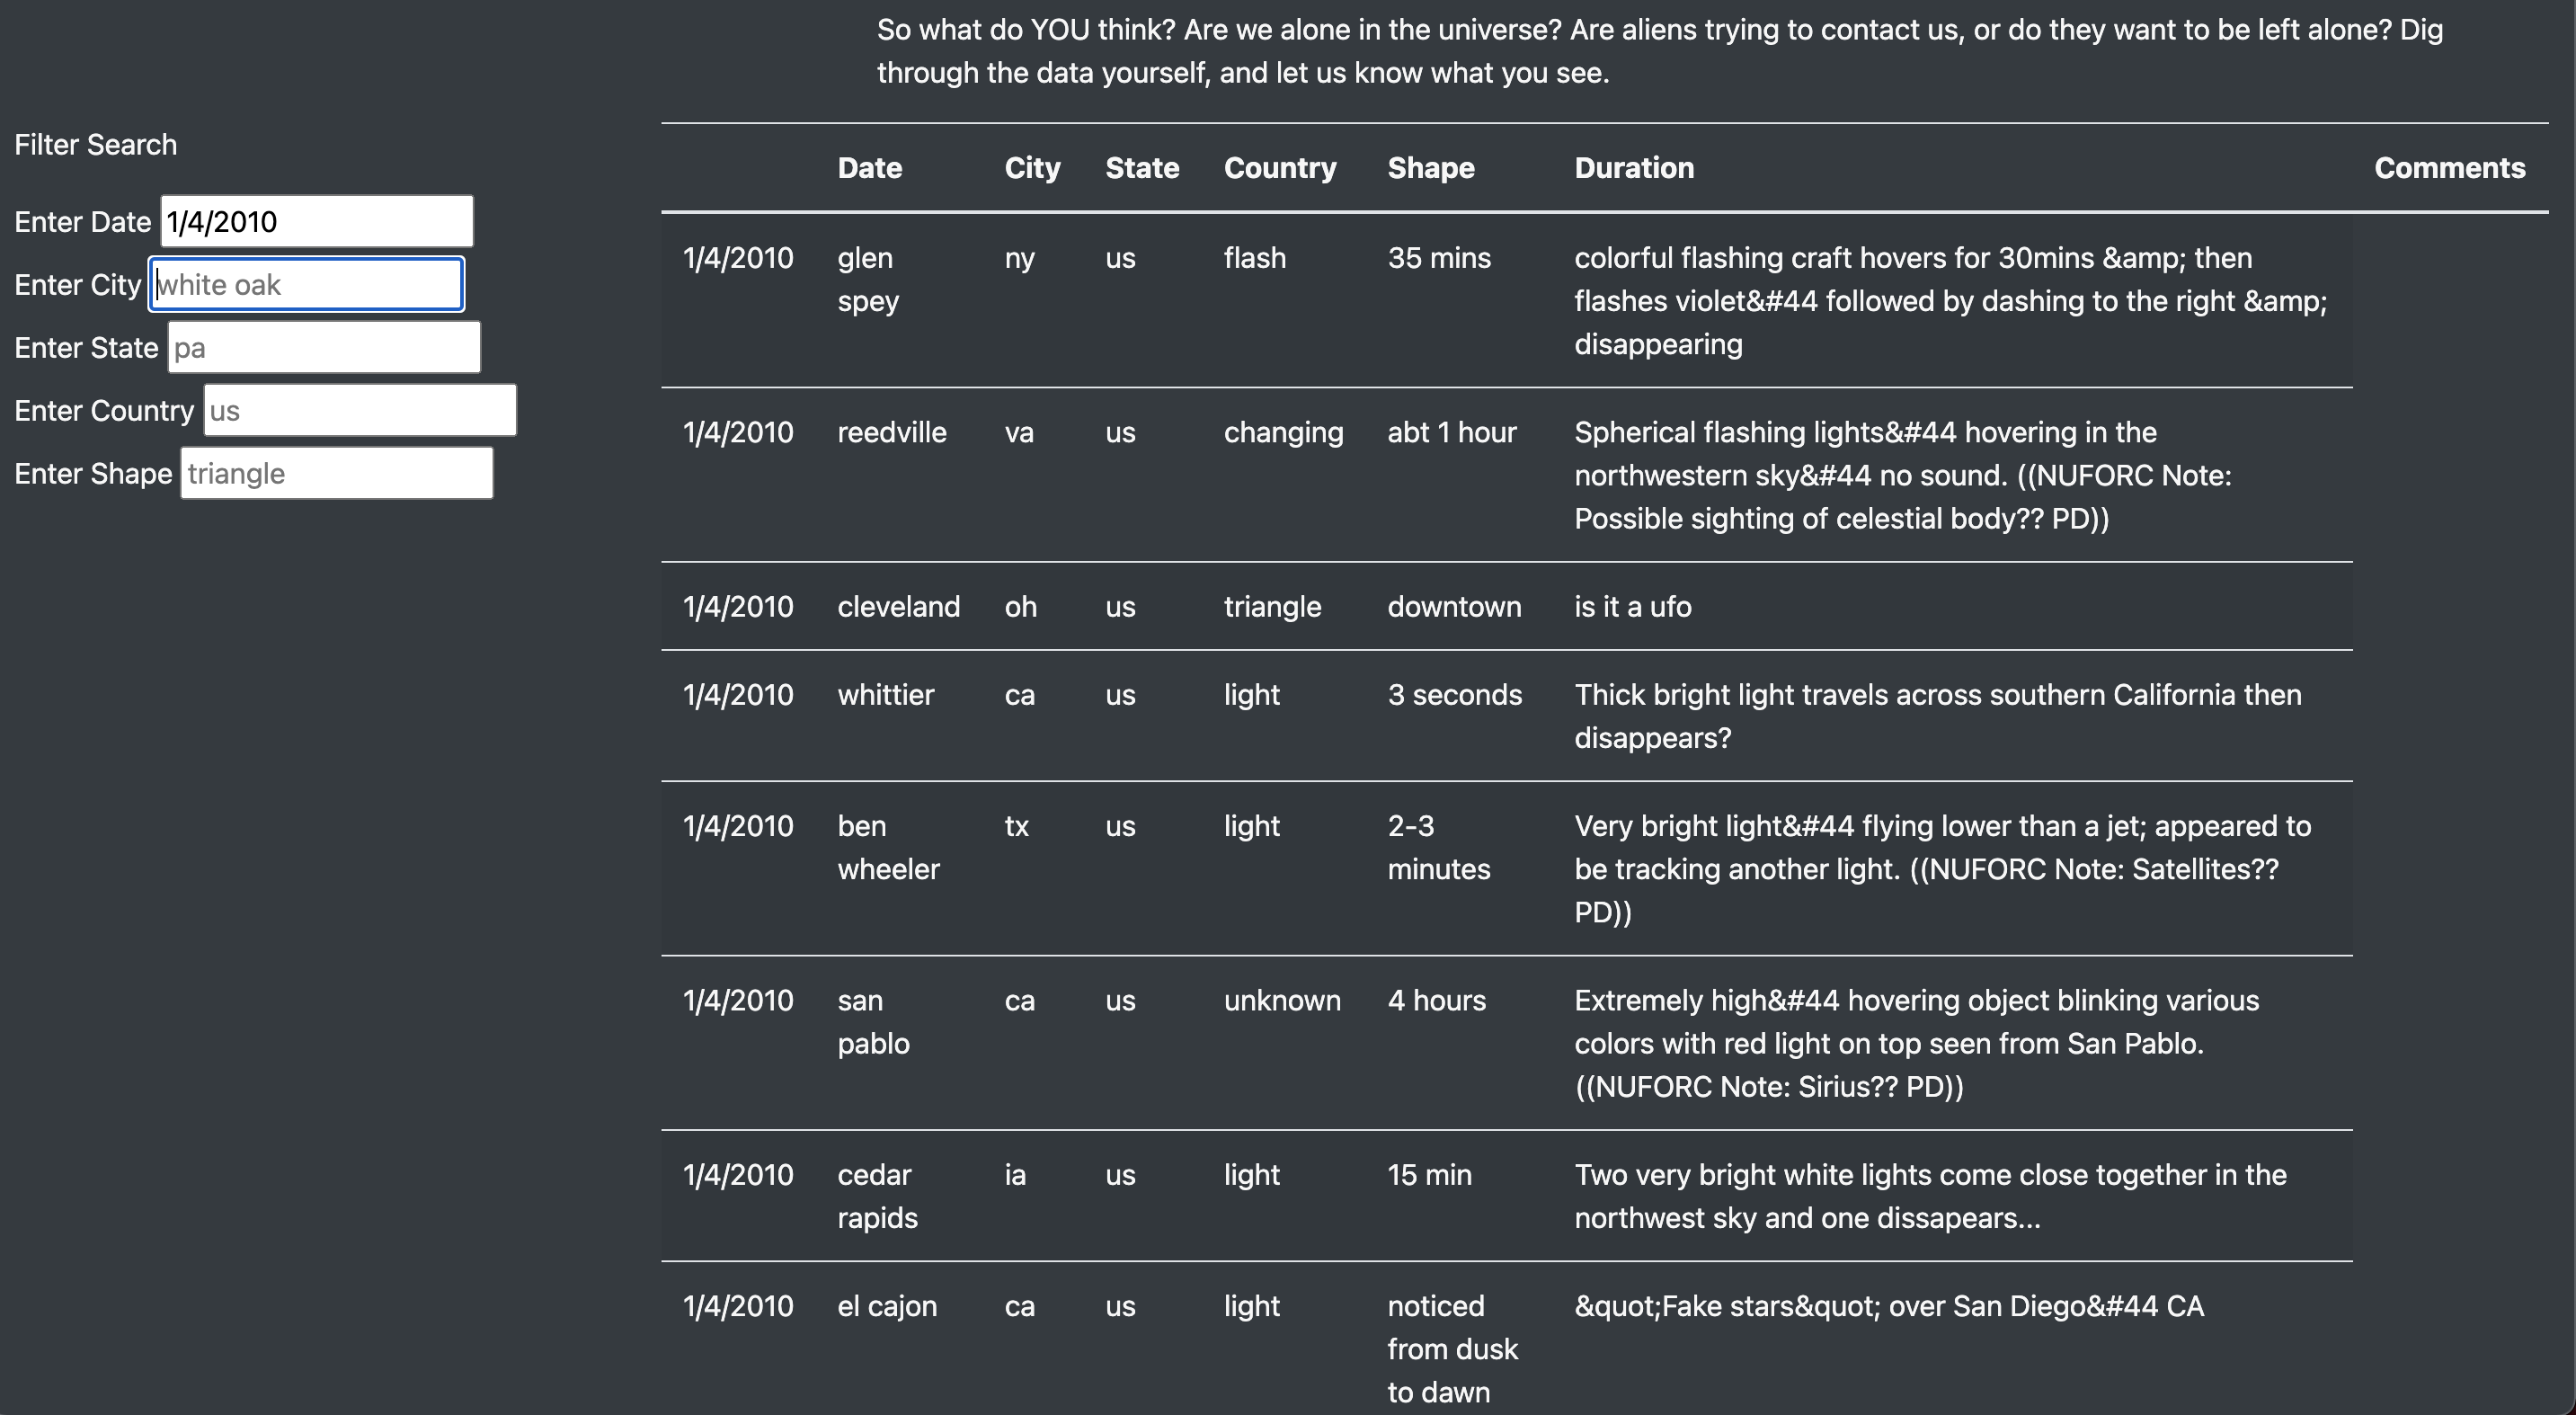 So what do YOU think? Are we alone in the universe? Are aliens trying to contact us, or do they want to be left alone? Dig
through the data yourself, and let us know what you see.
Filter Search
Enter Date 1/4/2010
Enter City white oak
Enter State pa
Enter Country us
Enter Shape triangle
Date City State Country Shape Duration Comments
1/4/2010 glen ny us flash 35 mins colorful flashing craft hovers for 30mins &amp; then
spey flashes violet&#44 followed by dashing to the right &amp;
disappearing
1/4/2010 reedville va us changing abt 1 hour Spherical flashing lights&#44 hovering in the
northwestern sky&#44 no sound. ((NUFORC Note:
Possible sighting of celestial body?? PD))
1/4/2010 cleveland oh us triangle downtown is it a ufo
1/4/2010 whittier ca us light 3 seconds Thick bright light travels across southern California then
disappears?
1/4/2010 ben tx us light 2-3 Very bright light&#44 flying lower than a jet; appeared to
wheeler minutes be tracking another light. ((NUFORC Note: Satellites??
PD))
1/4/2010 san ca us unknown 4 hours Extremely high&#44 hovering object blinking various
pablo colors with red light on top seen from San Pablo.
((NUFORC Note: Sirius?? PD))
1/4/2010 cedar ia us light 15 min Two very bright white lights come close together in the
rapids northwest sky and one dissapears...
1/4/2010 el cajon ca us light noticed &quot;Fake stars&quot; over San Diego&#44 CA
from dusk
to dawn